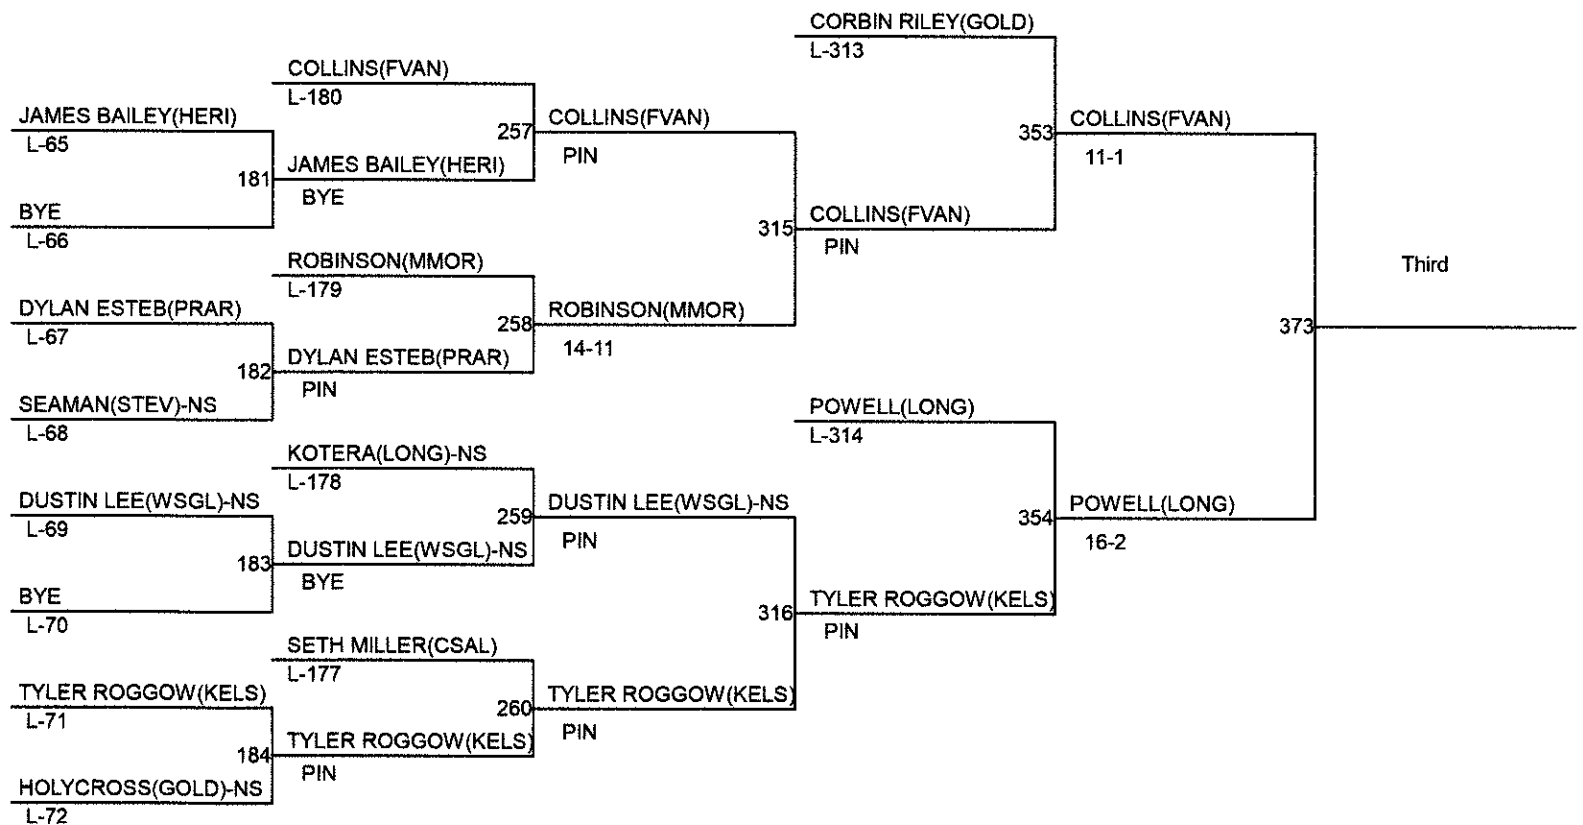 CORBIN RILEY(GOLD)
L-313
COLLINS(FVAN)
L-180
JAMES BAILEY(HERI)
L-65
257
COLLINS(FVAN)
PIN
353
COLLINS(FVAN)
11-1
181
JAMES BAILEY(HERI)
BYE
BYE
L-66
315
COLLINS(FVAN)
PIN
ROBINSON(MMOR)
L-179
Third
DYLAN ESTEB(PRAR)
L-67
258
ROBINSON(MMOR)
14-11
373
182
DYLAN ESTEB(PRAR)
PIN
SEAMAN(STEV)-NS
L-68
POWELL(LONG)
L-314
KOTERA(LONG)-NS
L-178
DUSTIN LEE(WSGL)-NS
L-69
259
DUSTIN LEE(WSGL)-NS
PIN
354
POWELL(LONG)
16-2
183
DUSTIN LEE(WSGL)-NS
BYE
BYE
L-70
316
TYLER ROGGOW(KELS)
PIN
SETH MILLER(CSAL)
L-177
TYLER ROGGOW(KELS)
L-71
260
TYLER ROGGOW(KELS)
PIN
184
TYLER ROGGOW(KELS)
PIN
HOLYCROSS(GOLD)-NS
L-72